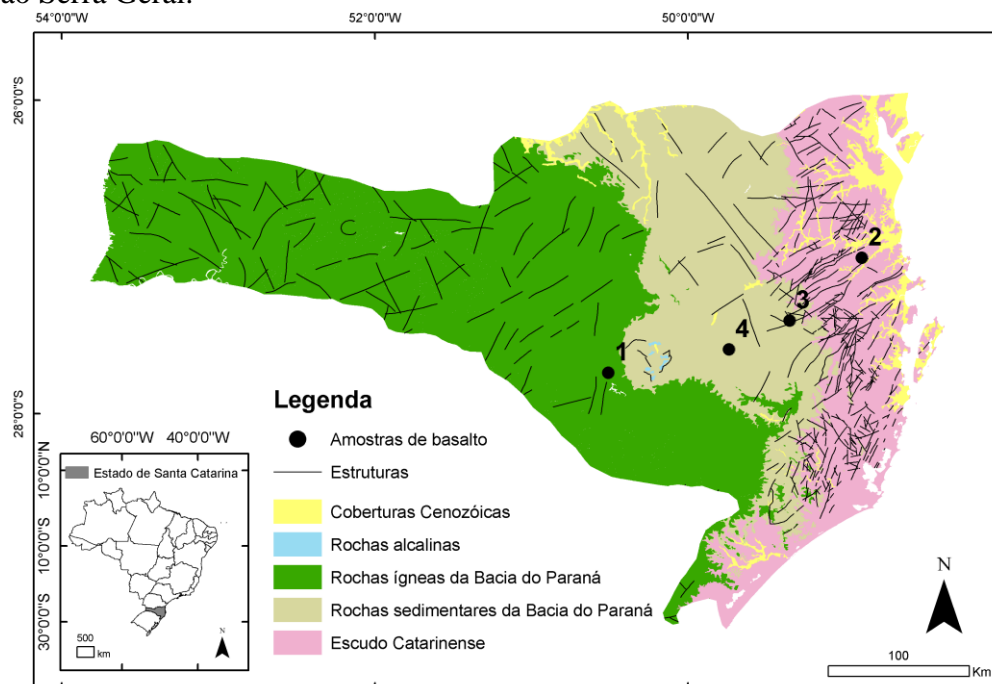 ão Serra Geral.
54°0'0"W
52°0'0"W
50°0'0"W
26°0'0"S
28°0'0"S
2
3
4
1
Legenda
Amostras de basalto
Estruturas
Coberturas Cenozóicas
Rochas alcalinas
Rochas ígneas da Bacia do Paraná
Rochas sedimentares da Bacia do Paraná
Escudo Catarinense
60°0'0"W
40°0'0"W
Estado de Santa Catarina
10°0'0"N
10°0'0"S
30°0'0"S
500
km
N
N
100
Km